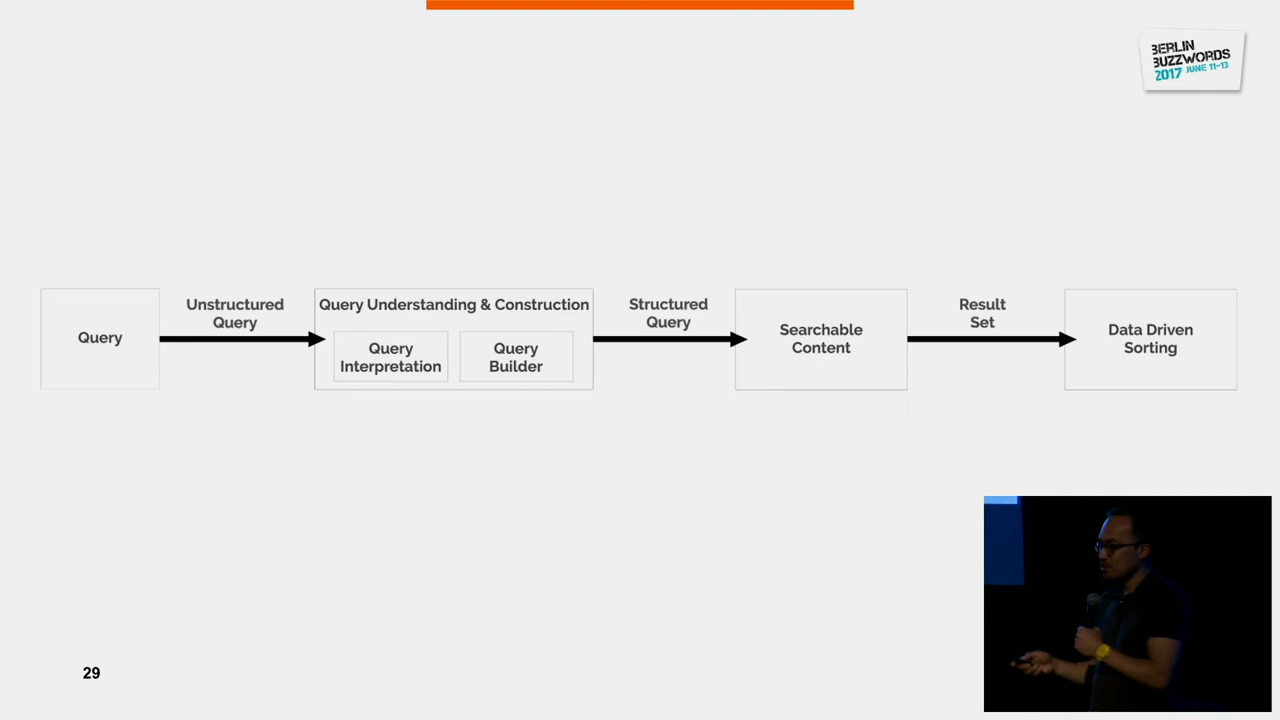 BERLIN
BUZZWORDS
2017 JUNE 11-13
Query
Unstructured
Query
Query Understanding & Construction
Query
Interpretation
Query
Builder
Structured
Query
Searchable
Content
Result
Set
Data Driven
Sorting
29